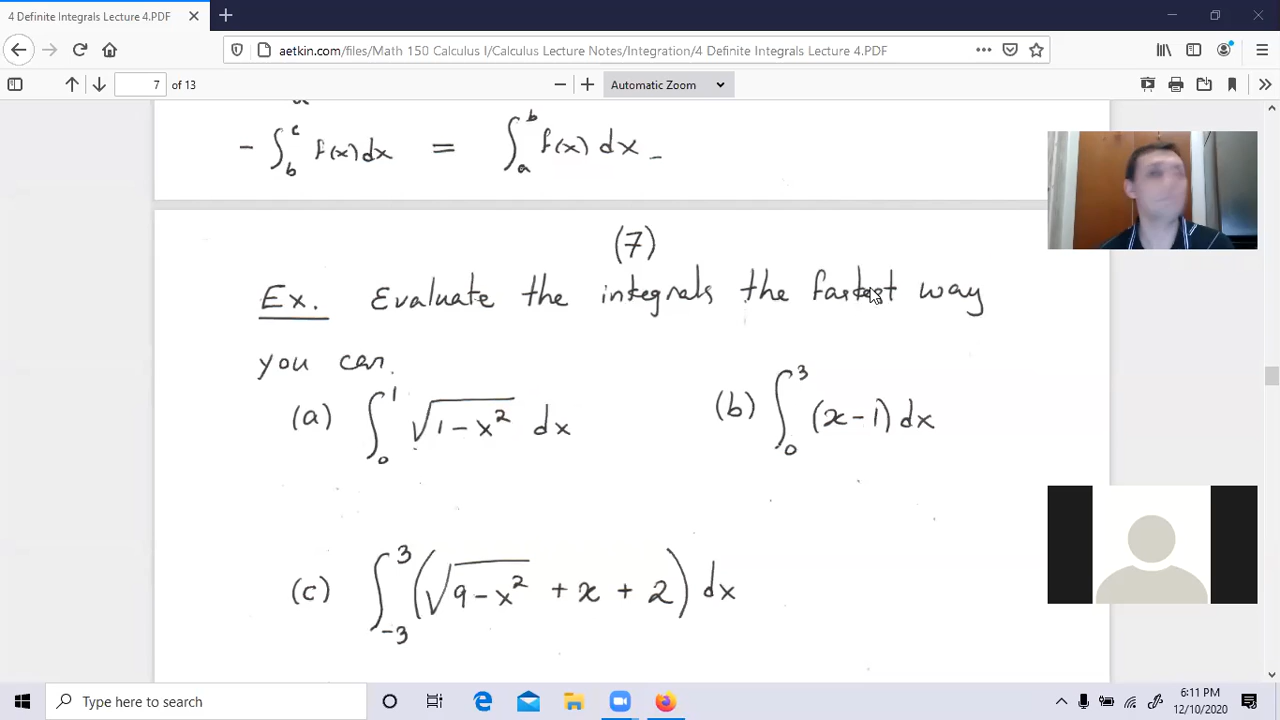 4 Definite Integrals Lecture 4.PDF
aetkin.com/files/Math 150 Calculus I/Calculus Lecture Notes/Integration/4 Definite Integrals Lecture 4.PDF
7 of 13
Automatic Zoom
- ∫_b^c f(x)dx = ∫_a^b f(x) dx -
(7)
Ex. Evaluate the integrals the fastest way
you can.
(a) ∫_0^1 √(1-x²) dx (b) ∫_0^3 (x-1) dx
(c) ∫_{-3}^3 (√(9-x²) + x + 2) dx
Type here to search
6:11 PM
12/10/2020